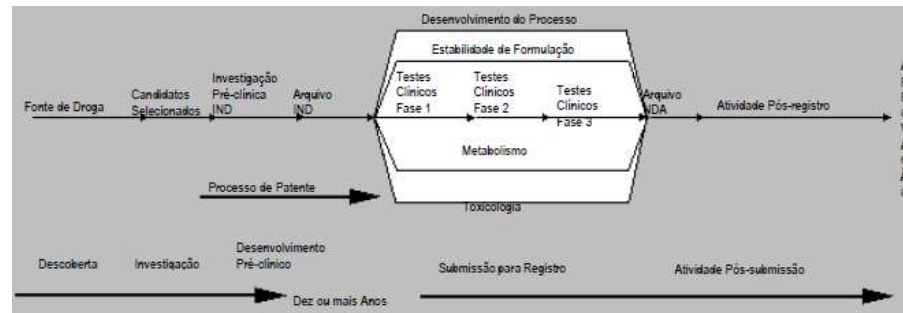 Desenvolvimento do Processo
Estabilidade de Formulação
Fonte de Droga
Candidatos
Selecionados
Investigação
Pré-clínica
IND
Arquivo
IND
Testes
Clínicos
Fase 1
Testes
Clínicos
Fase 2
Testes
Clínicos
Fase 3
Arquivo
NDA
Atividade Pós-registro
Metabolismo
Processo de Patente
Toxicologia
Descoberta
Investigação
Desenvolvimento
Pré-clínico
Dez ou mais Anos
Submissão para Registro
Atividade Pós-submissão